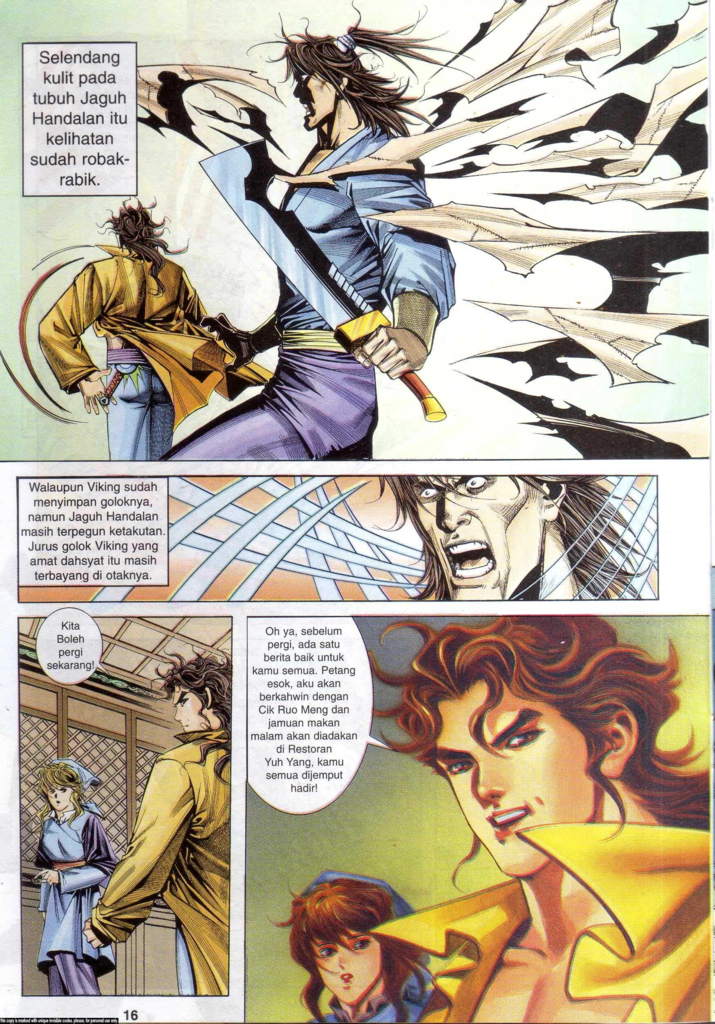 Selendang
kulit pada
tubuh Jaguh
Handalan itu
kelihatan
sudah robak-
rabik.
Walaupun Viking sudah
menyimpan goloknya,
namun Jaguh Handalan
masih terpegun ketakutan.
Jurus golok Viking yang
amat dahsyat itu masih
terbayang di otaknya.
Kita
Boleh
pergi
sekarang!
Oh ya, sebelum
pergi, ada satu
berita baik untuk
kamu semua. Petang
esok, aku akan
berkahwin dengan
Cik Ruo Meng dan
jamuan makan
malam akan diadakan
di Restoran
Yuh Yang, kamu
semua dijemput
hadir!
16